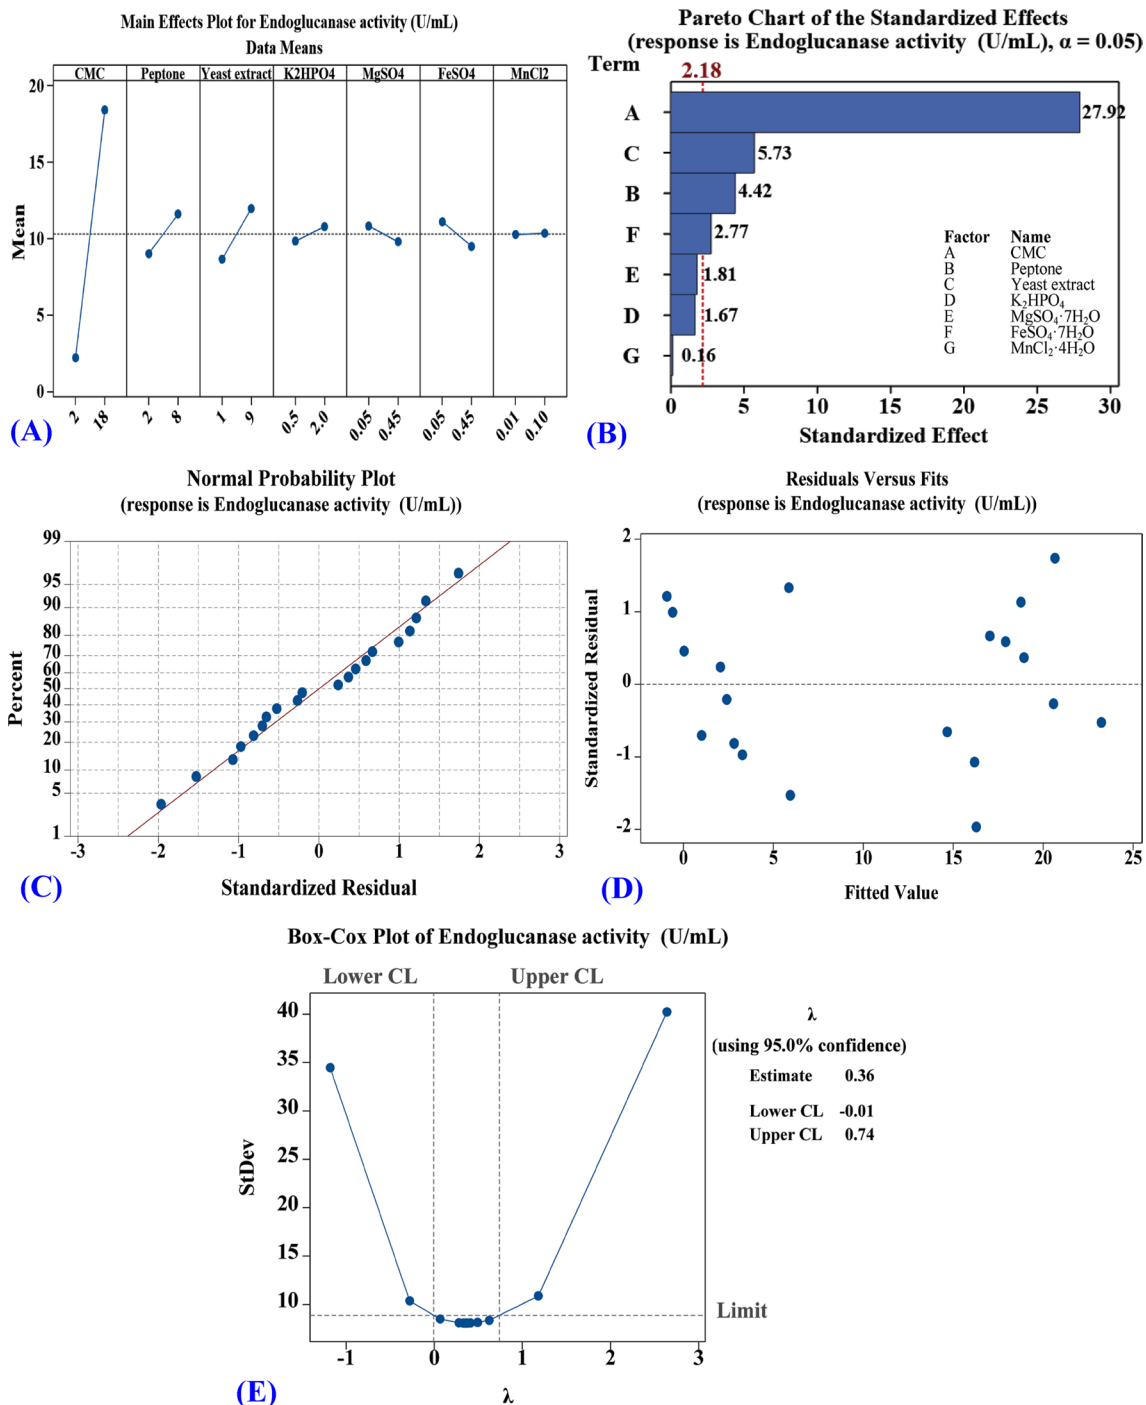 Main Effects Plot for Endoglucanase activity (U/mL)
Data Means
CMC Peptone Yeast extract K2HPO4 MgSO4 FeSO4 MnCl2
20
15
10
5
0
Mean
2 18 2 8 1 9 0.5 2.0 0.05 0.45 0.05 0.45 0.01 0.10
(A)
Pareto Chart of the Standardized Effects
(response is Endoglucanase activity (U/mL), α = 0.05)
Term
2.18
A 27.92
C 5.73
B 4.42
F 2.77
E 1.81
D 1.67
G 0.16
Factor Name
A CMC
B Peptone
C Yeast extract
D K₂HPO₄
E MgSO₄·7H₂O
F FeSO₄·7H₂O
G MnCl₂·4H₂O
0 5 10 15 20 25 30
Standardized Effect
(B)
Normal Probability Plot
(response is Endoglucanase activity (U/mL))
99
95
90
80
70
60
50
40
30
20
10
5
1
Percent
-3 -2 -1 0 1 2 3
Standardized Residual
(C)
Residuals Versus Fits
(response is Endoglucanase activity (U/mL))
2
1
0
-1
-2
Standardized Residual
0 5 10 15 20 25
Fitted Value
(D)
Box-Cox Plot of Endoglucanase activity (U/mL)
Lower CL Upper CL
40
35
30
25
20
15
10
StDev
Limit
-1 0 1 2 3
λ
λ
(using 95.0% confidence)
Estimate 0.36
Lower CL -0.01
Upper CL 0.74
(E)